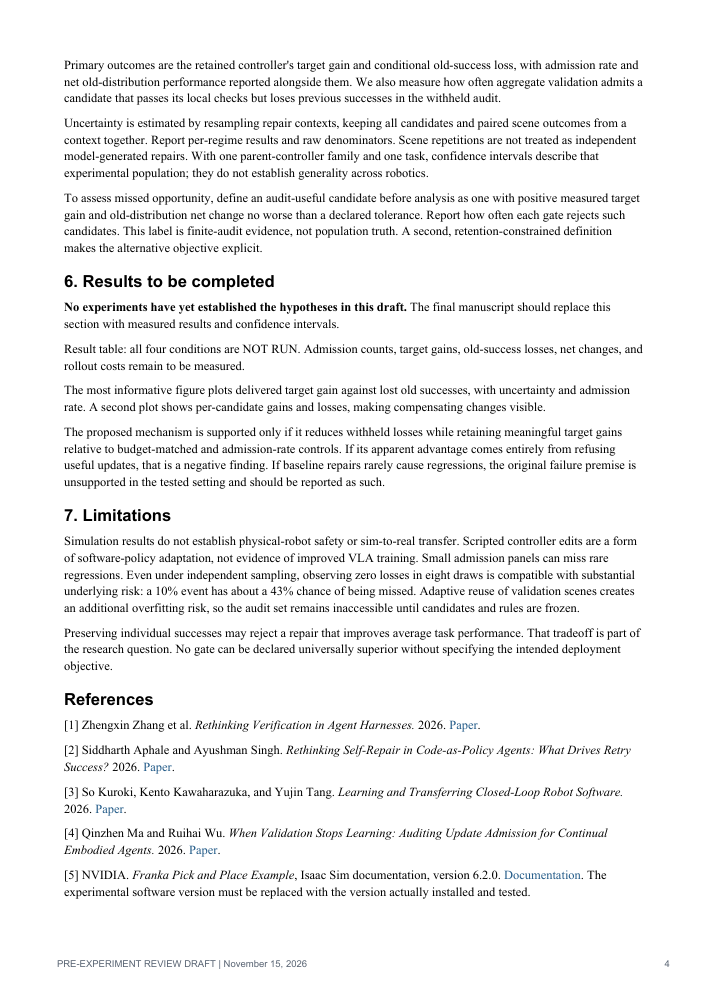 Primary outcomes are the retained controller's target gain and conditional old-success loss, with admission rate and
net old-distribution performance reported alongside them. We also measure how often aggregate validation admits a
candidate that passes its local checks but loses previous successes in the withheld audit.
Uncertainty is estimated by resampling repair contexts, keeping all candidates and paired scene outcomes from a
context together. Report per-regime results and raw denominators. Scene repetitions are not treated as independent
model-generated repairs. With one parent-controller family and one task, confidence intervals describe that
experimental population; they do not establish generality across robotics.
To assess missed opportunity, define an audit-useful candidate before analysis as one with positive measured target
gain and old-distribution net change no worse than a declared tolerance. Report how often each gate rejects such
candidates. This label is finite-audit evidence, not population truth. A second, retention-constrained definition
makes the alternative objective explicit.
6. Results to be completed
No experiments have yet established the hypotheses in this draft. The final manuscript should replace this
section with measured results and confidence intervals.
Result table: all four conditions are NOT RUN. Admission counts, target gains, old-success losses, net changes, and
rollout costs remain to be measured.
The most informative figure plots delivered target gain against lost old successes, with uncertainty and admission
rate. A second plot shows per-candidate gains and losses, making compensating changes visible.
The proposed mechanism is supported only if it reduces withheld losses while retaining meaningful target gains
relative to budget-matched and admission-rate controls. If its apparent advantage comes entirely from refusing
useful updates, that is a negative finding. If baseline repairs rarely cause regressions, the original failure premise is
unsupported in the tested setting and should be reported as such.
7. Limitations
Simulation results do not establish physical-robot safety or sim-to-real transfer. Scripted controller edits are a form
of software-policy adaptation, not evidence of improved VLA training. Small admission panels can miss rare
regressions. Even under independent sampling, observing zero losses in eight draws is compatible with substantial
underlying risk: a 10% event has about a 43% chance of being missed. Adaptive reuse of validation scenes creates
an additional overfitting risk, so the audit set remains inaccessible until candidates and rules are frozen.
Preserving individual successes may reject a repair that improves average task performance. That tradeoff is part of
the research question. No gate can be declared universally superior without specifying the intended deployment
objective.
References
[1] Zhengxin Zhang et al. Rethinking Verification in Agent Harnesses. 2026. Paper.
[2] Siddharth Aphale and Ayushman Singh. Rethinking Self-Repair in Code-as-Policy Agents: What Drives Retry
Success? 2026. Paper.
[3] So Kuroki, Kento Kawaharazuka, and Yujin Tang. Learning and Transferring Closed-Loop Robot Software.
2026. Paper.
[4] Qinzhen Ma and Ruihai Wu. When Validation Stops Learning: Auditing Update Admission for Continual
Embodied Agents. 2026. Paper.
[5] NVIDIA. Franka Pick and Place Example, Isaac Sim documentation, version 6.2.0. Documentation. The
experimental software version must be replaced with the version actually installed and tested.
PRE-EXPERIMENT REVIEW DRAFT | November 15, 2026
4